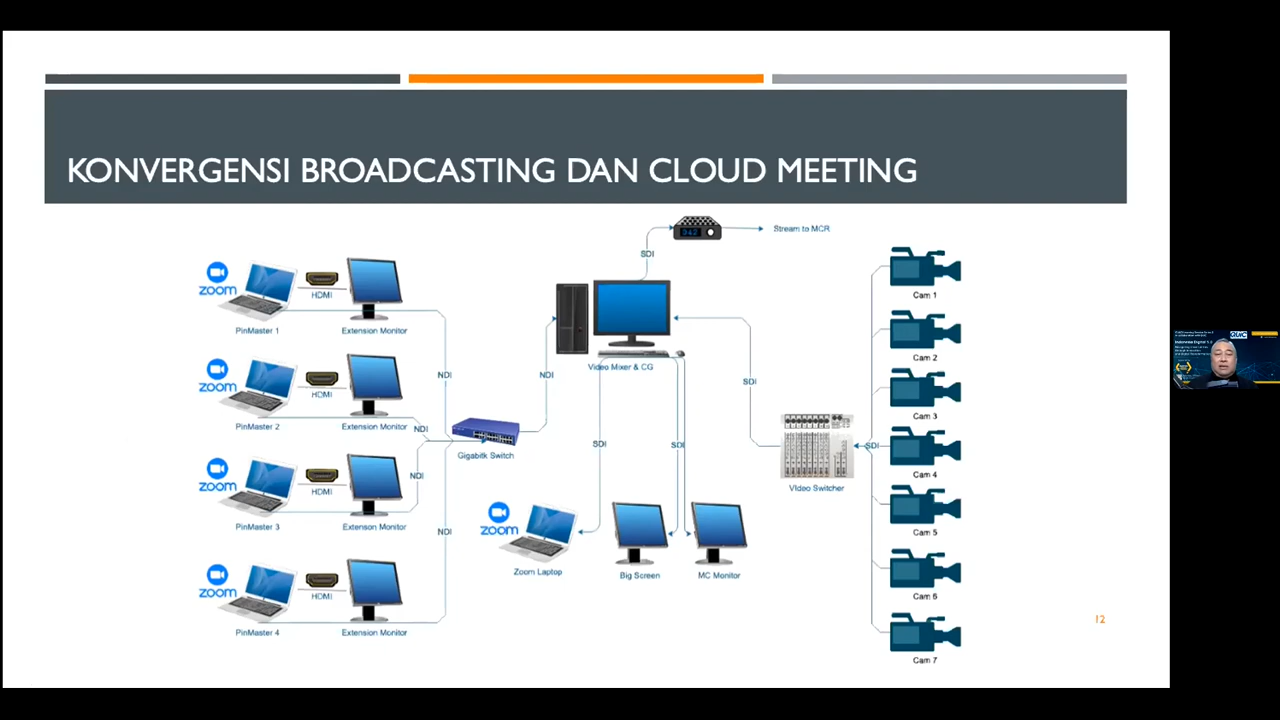 KONVERGENSI BROADCASTING DAN CLOUD MEETING
Stream to MCR
SDI
zoom
HDMI
PinMaster 1
Extension Monitor
zoom
HDMI
PinMaster 2
Extension Monitor
zoom
HDMI
PinMaster 3
Extenson Monitor
zoom
HDMI
PinMaster 4
Extension Monitor
NDI
NDI
NDI
NDI
Gigabitk Switch
NDI
Video Mixer & CG
SDI
SDI
SDI
zoom
Zoom Laptop
Big Screen
MC Monitor
Video Switcher
SDI
Cam 1
Cam 2
Cam 3
Cam 4
Cam 5
Cam 6
Cam 7
12